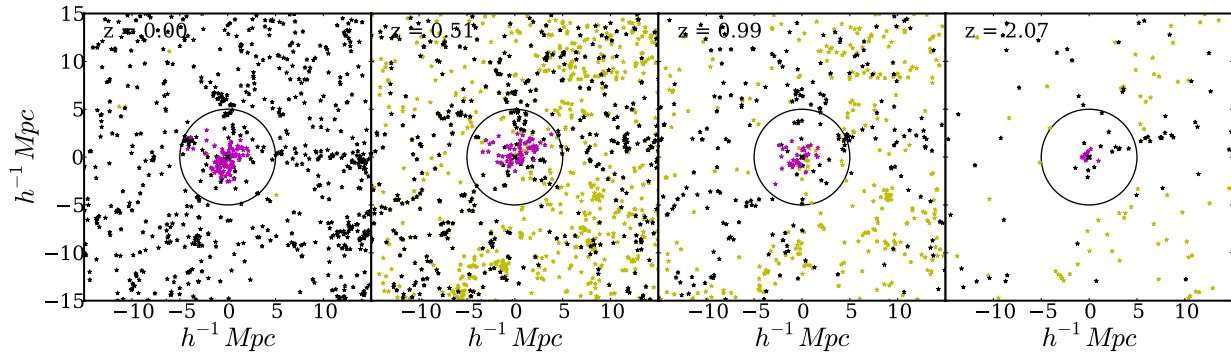 z = 0.00 z = 0.51 z = 0.99 z = 2.07
15
10
5
0
−5
−10
−15
h⁻¹ Mpc
−10 −5 0 5 10 −10 −5 0 5 10 −10 −5 0 5 10 −10 −5 0 5 10
h⁻¹ Mpc h⁻¹ Mpc h⁻¹ Mpc h⁻¹ Mpc